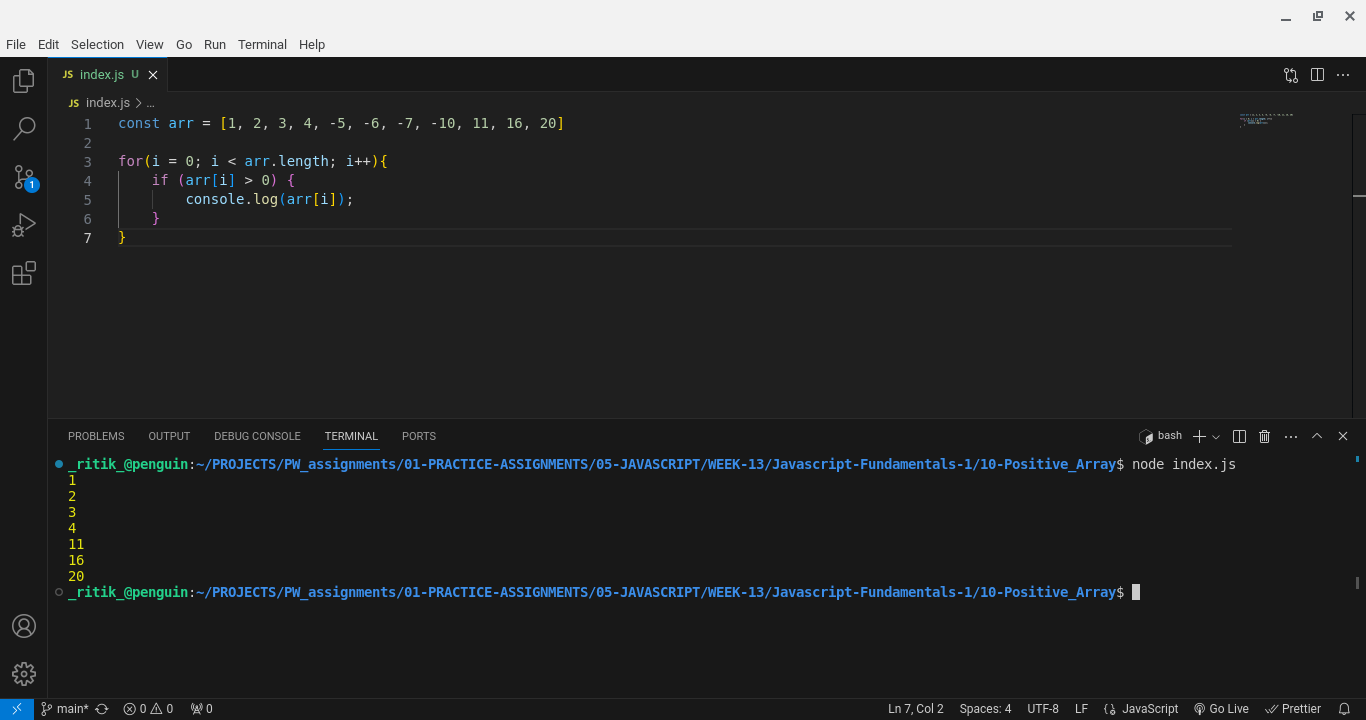 File Edit Selection View Go Run Terminal Help
JS index.js U
JS index.js > ...
1 const arr = [1, 2, 3, 4, -5, -6, -7, -10, 11, 16, 20]
2
3 for(i = 0; i < arr.length; i++){
4     if (arr[i] > 0) {
5         console.log(arr[i]);
6     }
7 }
1
PROBLEMS OUTPUT DEBUG CONSOLE TERMINAL PORTS bash
_ritik_@penguin:~/PROJECTS/PW_assignments/01-PRACTICE-ASSIGNMENTS/05-JAVASCRIPT/WEEK-13/Javascript-Fundamentals-1/10-Positive_Array$ node index.js
1
2
3
4
11
16
20
_ritik_@penguin:~/PROJECTS/PW_assignments/01-PRACTICE-ASSIGNMENTS/05-JAVASCRIPT/WEEK-13/Javascript-Fundamentals-1/10-Positive_Array$
main* 0 0 0 Ln 7, Col 2 Spaces: 4 UTF-8 LF JavaScript Go Live Prettier